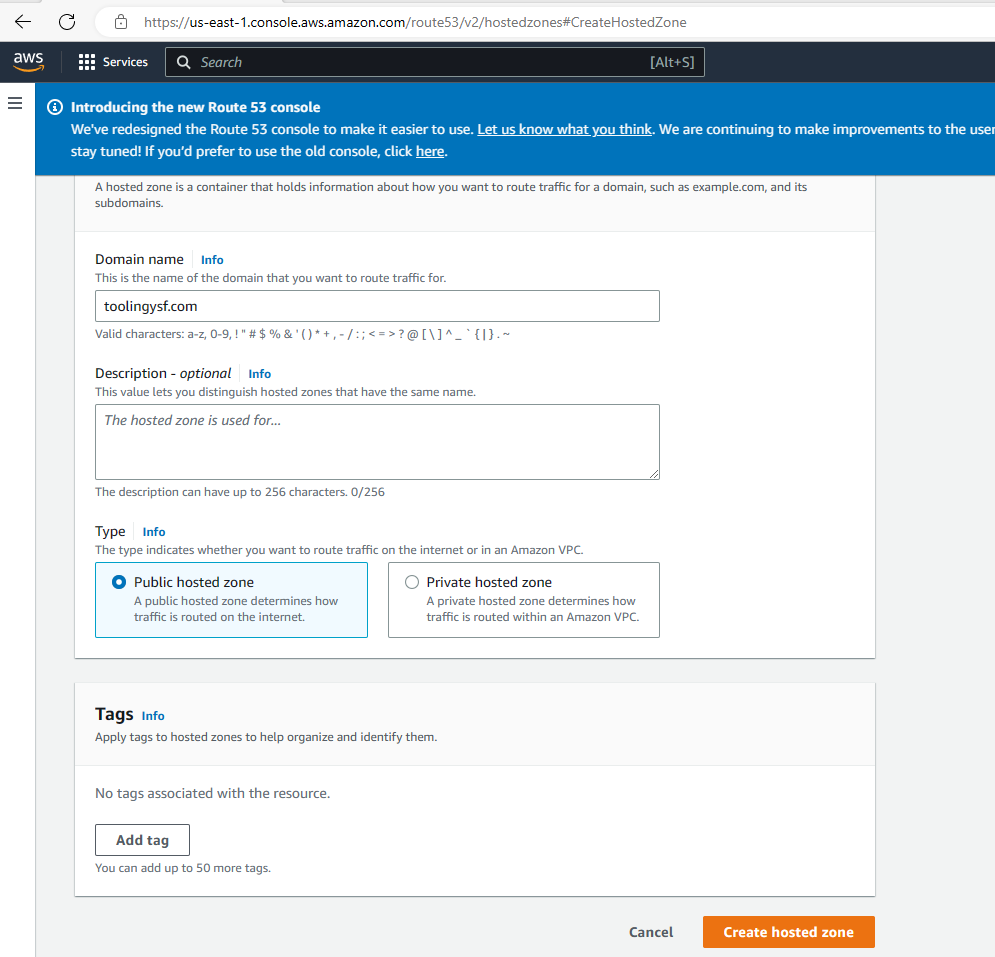 https://us-east-1.console.aws.amazon.com/route53/v2/hostedzones#CreateHostedZone
aws Services Search [Alt+S]
Introducing the new Route 53 console
We've redesigned the Route 53 console to make it easier to use. Let us know what you think. We are continuing to make improvements to the user
stay tuned! If you'd prefer to use the old console, click here.
A hosted zone is a container that holds information about how you want to route traffic for a domain, such as example.com, and its
subdomains.
Domain name Info
This is the name of the domain that you want to route traffic for.
toolingysf.com
Valid characters: a-z, 0-9, ! " # $ % & ' ( ) * + , - / : ; < = > ? @ [ \ ] ^ _ ` { | } . ~
Description - optional Info
This value lets you distinguish hosted zones that have the same name.
The hosted zone is used for...
The description can have up to 256 characters. 0/256
Type Info
The type indicates whether you want to route traffic on the internet or in an Amazon VPC.
Public hosted zone
A public hosted zone determines how
traffic is routed on the internet.
Private hosted zone
A private hosted zone determines how
traffic is routed within an Amazon VPC.
Tags Info
Apply tags to hosted zones to help organize and identify them.
No tags associated with the resource.
Add tag
You can add up to 50 more tags.
Cancel Create hosted zone